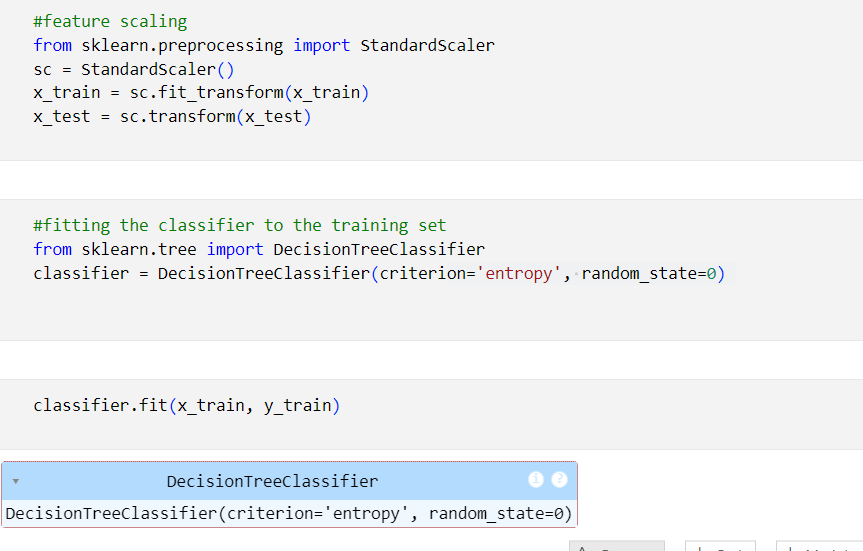 #feature scaling
from sklearn.preprocessing import StandardScaler
sc = StandardScaler()
x_train = sc.fit_transform(x_train)
x_test = sc.transform(x_test)
#fitting the classifier to the training set
from sklearn.tree import DecisionTreeClassifier
classifier = DecisionTreeClassifier(criterion='entropy', random_state=0)
classifier.fit(x_train, y_train)
▾ DecisionTreeClassifier i ?
DecisionTreeClassifier(criterion='entropy', random_state=0)